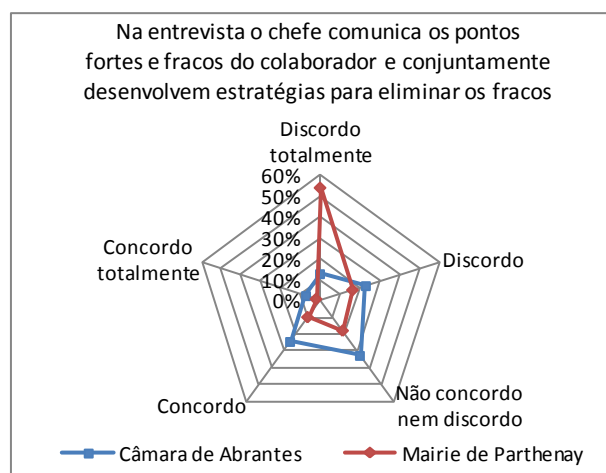 Na entrevista o chefe comunica os pontos
fortes e fracos do colaborador e conjuntamente
desenvolvem estratégias para eliminar os fracos
Discordo
totalmente
60%
50%
40%
30%
20%
10%
0%
Concordo
totalmente
Discordo
Concordo
Não concordo
nem discordo
Câmara de Abrantes
Mairie de Parthenay